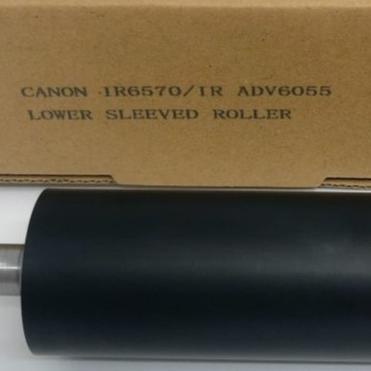 CANON IR6570/IR ADV6055
LOWER SLEEVED ROLLER